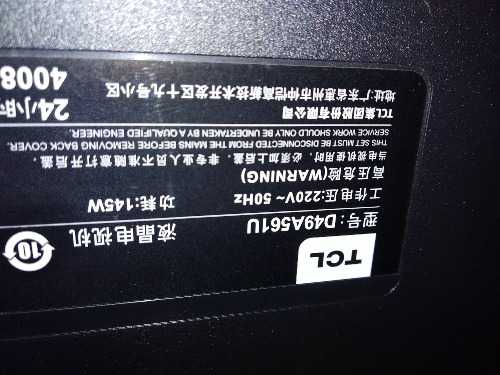 TCL
10
型号: D49A561U 液晶电视机
工作电压: 220V~ 50Hz 功耗: 145W
高压危险(WARNING)
当电视机使用时, 必须加上后盖. 非专业人员不准随意打开后盖.
THIS SET MUST BE DISCONNECTED FROM THE MAINS BEFORE REMOVING BACK COVER.
SERVICE WORK SHOULD ONLY BE UNDERTAKEN BY A QUALIFIED ENGINEER.
TCL集团股份有限公司 24小时
地址: 广东省惠州市仲恺高新技术开发区十九号小区 4008